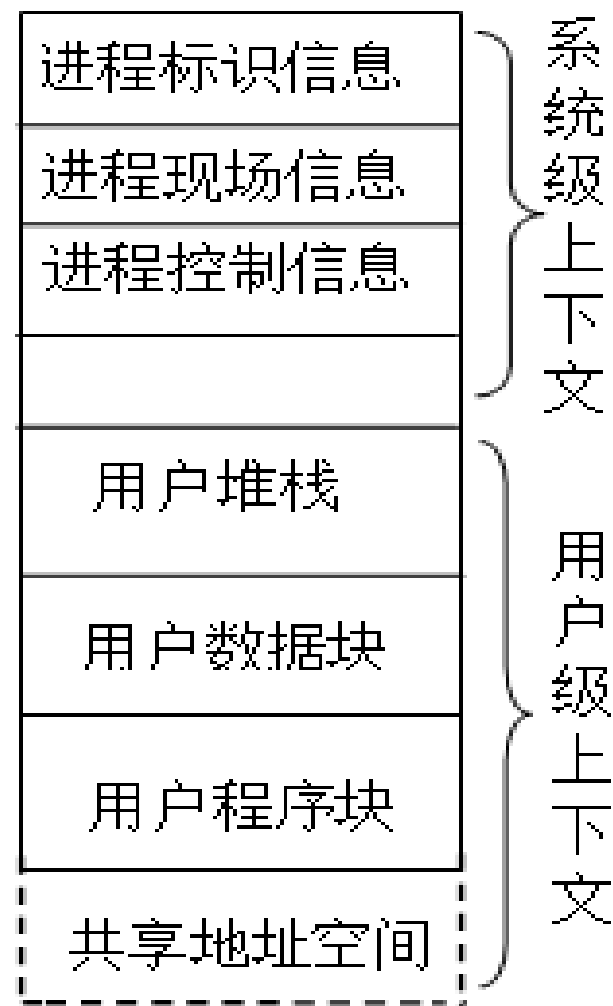 进程标识信息
进程现场信息
进程控制信息
系统级上下文
用户堆栈
用户数据块
用户程序块
共享地址空间
用户级上下文